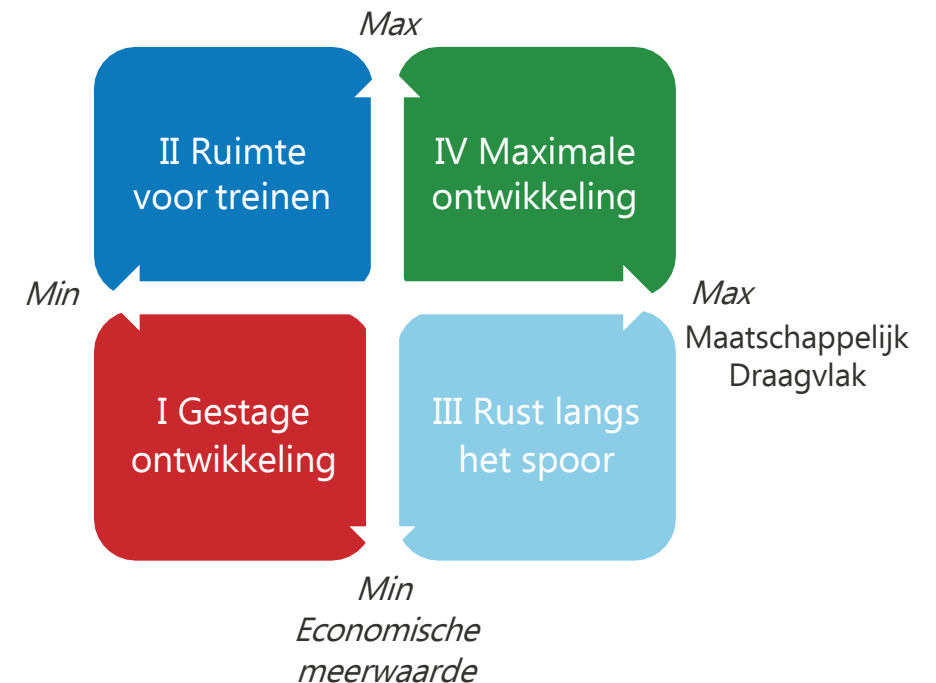 Max
II Ruimte
voor treinen
IV Maximale
ontwikkeling
Min
Max
Maatschappelijk
Draagvlak
I Gestage
ontwikkeling
III Rust langs
het spoor
Min
Economische
meerwaarde